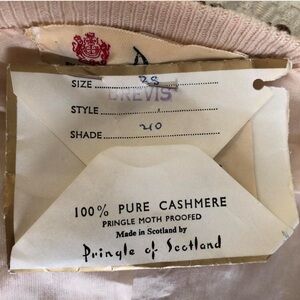 SIZE 38
BREVIS
STYLE
SHADE 210
100% PURE CASHMERE
PRINGLE MOTH PROOFED
Made in Scotland by
Pringle of Scotland